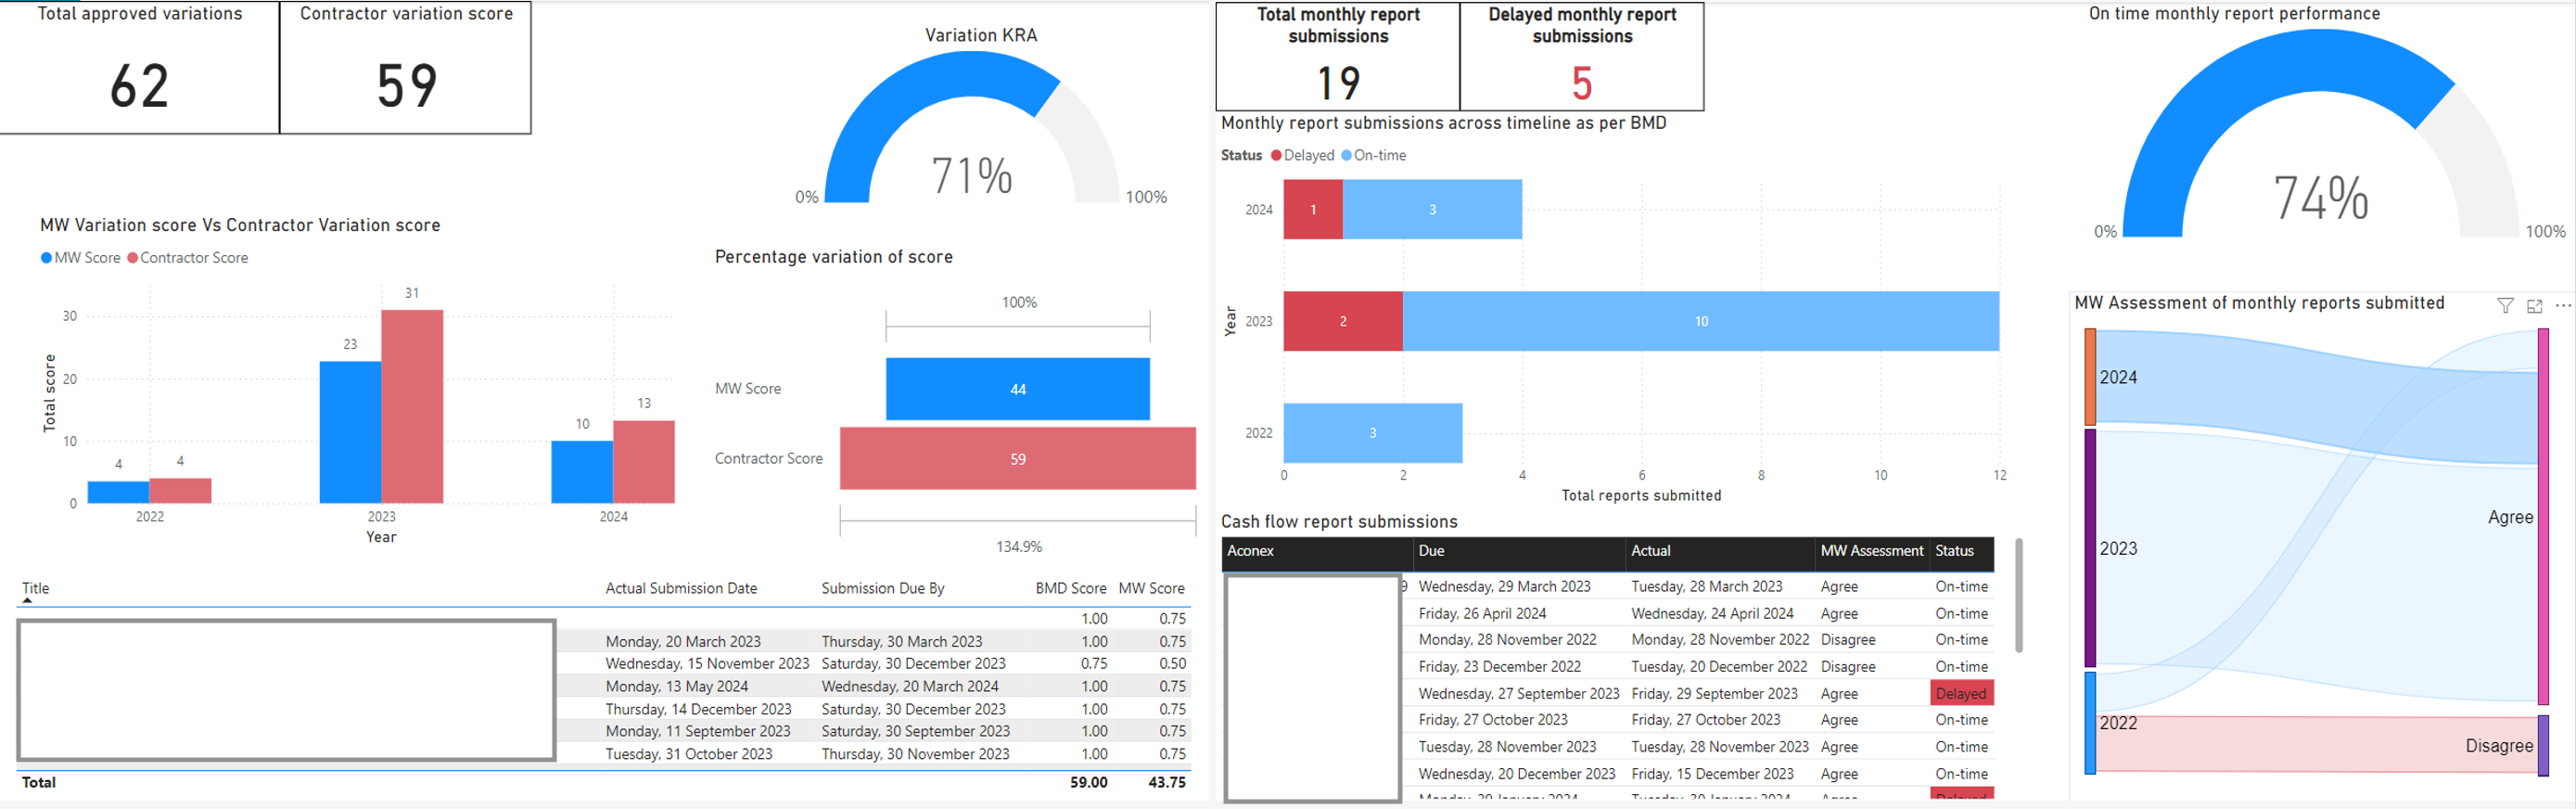 Total approved variations
62
Contractor variation score
59
Variation KRA
71%
0%
100%
MW Variation score Vs Contractor Variation score
MW Score Contractor Score
Total score
30
20
10
0
4
4
23
31
10
13
2022
2023
2024
Year
Percentage variation of score
100%
MW Score
44
Contractor Score
59
134.9%
Title Actual Submission Date Submission Due By BMD Score MW Score
1.00 0.75
Monday, 20 March 2023 Thursday, 30 March 2023 1.00 0.75
Wednesday, 15 November 2023 Saturday, 30 December 2023 0.75 0.50
Monday, 13 May 2024 Wednesday, 20 March 2024 1.00 0.75
Thursday, 14 December 2023 Saturday, 30 December 2023 1.00 0.75
Monday, 11 September 2023 Saturday, 30 September 2023 1.00 0.75
Tuesday, 31 October 2023 Thursday, 30 November 2023 1.00 0.75
Total 59.00 43.75
Total monthly report
submissions
19
Delayed monthly report
submissions
5
Monthly report submissions across timeline as per BMD
Status Delayed On-time
Year
2024
1
3
2023
2
10
2022
3
0
2
4
6
8
10
12
Total reports submitted
Cash flow report submissions
Aconex Due Actual MW Assessment Status
9 Wednesday, 29 March 2023 Tuesday, 28 March 2023 Agree On-time
Friday, 26 April 2024 Wednesday, 24 April 2024 Agree On-time
Monday, 28 November 2022 Monday, 28 November 2022 Disagree On-time
Friday, 23 December 2022 Tuesday, 20 December 2022 Disagree On-time
Wednesday, 27 September 2023 Friday, 29 September 2023 Agree Delayed
Friday, 27 October 2023 Friday, 27 October 2023 Agree On-time
Tuesday, 28 November 2023 Tuesday, 28 November 2023 Agree On-time
Wednesday, 20 December 2023 Friday, 15 December 2023 Agree On-time
On time monthly report performance
74%
0%
100%
MW Assessment of monthly reports submitted
2024
2023
2022
Agree
Disagree